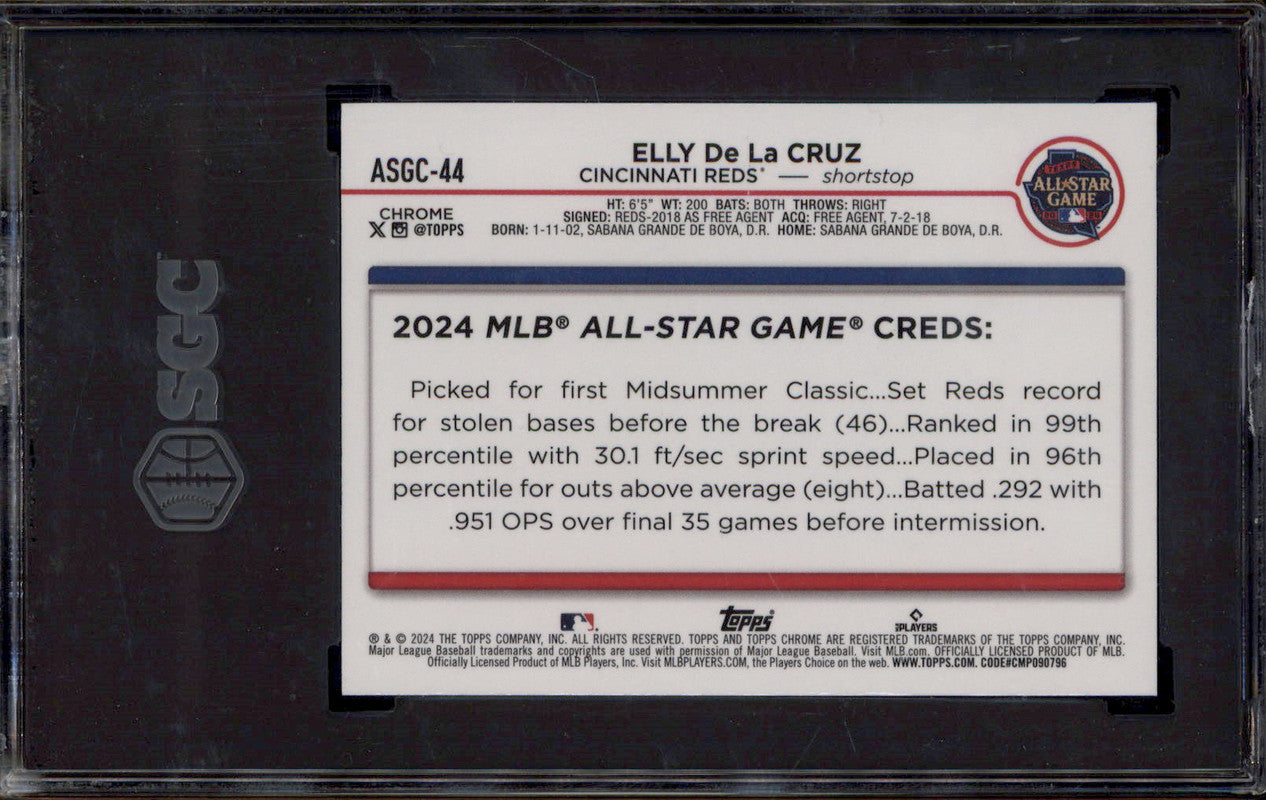 SGC
ASGC-44
ELLY De La CRUZ
CINCINNATI REDS® — shortstop
ALL★STAR
GAME
CHROME
@TOPPS
HT: 6'5" WT: 200 BATS: BOTH THROWS: RIGHT
SIGNED: REDS-2018 AS FREE AGENT ACQ: FREE AGENT, 7-2-18
BORN: 1-11-02, SABANA GRANDE DE BOYA, D.R. HOME: SABANA GRANDE DE BOYA, D.R.
2024 MLB® ALL-STAR GAME® CREDS:
Picked for first Midsummer Classic...Set Reds record
for stolen bases before the break (46)...Ranked in 99th
percentile with 30.1 ft/sec sprint speed...Placed in 96th
percentile for outs above average (eight)...Batted .292 with
.951 OPS over final 35 games before intermission.
Topps
PLAYERS
® & © 2024 THE TOPPS COMPANY, INC. ALL RIGHTS RESERVED. TOPPS AND TOPPS CHROME ARE REGISTERED TRADEMARKS OF THE TOPPS COMPANY, INC.
Major League Baseball trademarks and copyrights are used with permission of Major League Baseball. Visit MLB.com. OFFICIALLY LICENSED PRODUCT OF MLB.
Officially Licensed Product of MLB Players, Inc. Visit MLBPLAYERS.COM, the Players Choice on the web. WWW.TOPPS.COM. CODE#CMP090796